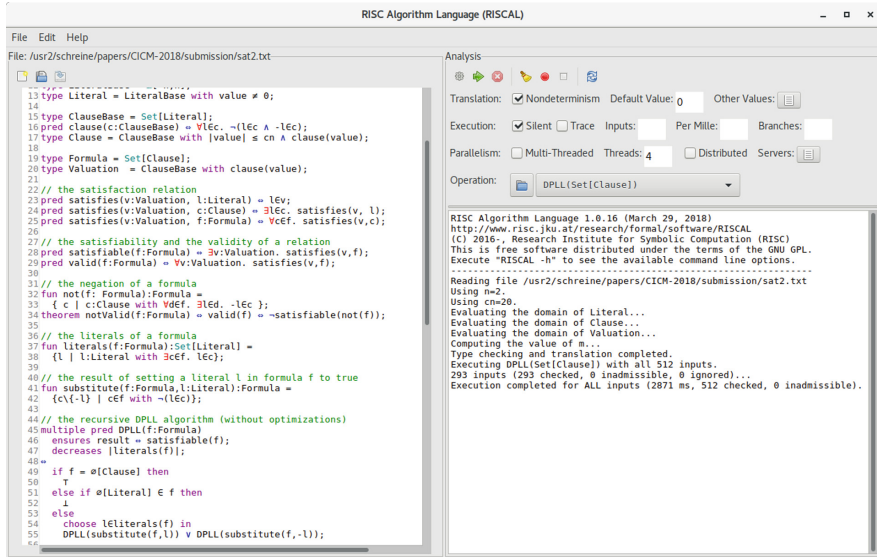 RISC Algorithm Language (RISCAL)
File Edit Help
File: /usr2/schreine/papers/CICM-2018/submission/sat2.txt
13 type Literal = LiteralBase with value ≠ 0;
14
15 type ClauseBase = Set[Literal];
16 pred clause(c:ClauseBase) ⇔ ∀l∈c. ¬(l∈c ∧ -l∈c);
17 type Clause = ClauseBase with |value| ≤ cn ∧ clause(value);
18
19 type Formula = Set[Clause];
20 type Valuation = ClauseBase with clause(value);
21
22 // the satisfaction relation
23 pred satisfies(v:Valuation, l:Literal) ⇔ l∈v;
24 pred satisfies(v:Valuation, c:Clause) ⇔ ∃l∈c. satisfies(v, l);
25 pred satisfies(v:Valuation, f:Formula) ⇔ ∀c∈f. satisfies(v,c);
26
27 // the satisfiability and the validity of a relation
28 pred satisfiable(f:Formula) ⇔ ∃v:Valuation. satisfies(v,f);
29 pred valid(f:Formula) ⇔ ∀v:Valuation. satisfies(v,f);
30
31 // the negation of a formula
32 fun not(f: Formula):Formula =
33 { c | c:Clause with ∀d∈f. ∃l∈d. -l∈c };
34 theorem notValid(f:Formula) ⇔ valid(f) ⇔ ¬satisfiable(not(f));
35
36 // the literals of a formula
37 fun literals(f:Formula):Set[Literal] =
38 {l | l:Literal with ∃c∈f. l∈c};
39
40 // the result of setting a literal l in formula f to true
41 fun substitute(f:Formula,l:Literal):Formula =
42 {c\{-l} | c∈f with ¬(l∈c)};
43
44 // the recursive DPLL algorithm (without optimizations)
45 multiple pred DPLL(f:Formula)
46 ensures result ⇔ satisfiable(f);
47 decreases |literals(f)|;
48 ⇔
49 if f = ∅[Clause] then
50 ⊤
51 else if ∅[Literal] ∈ f then
52 ⊥
53 else
54 choose l∈literals(f) in
55 DPLL(substitute(f,l)) ∨ DPLL(substitute(f,-l));
Analysis
Translation: Nondeterminism Default Value: 0 Other Values:
Execution: Silent Trace Inputs: Per Mille: Branches:
Parallelism: Multi-Threaded Threads: 4 Distributed Servers:
Operation: DPLL(Set[Clause])
RISC Algorithm Language 1.0.16 (March 29, 2018)
http://www.risc.jku.at/research/formal/software/RISCAL
(C) 2016-, Research Institute for Symbolic Computation (RISC)
This is free software distributed under the terms of the GNU GPL.
Execute "RISCAL -h" to see the available command line options.
-----------------------------------------------------------------
Reading file /usr2/schreine/papers/CICM-2018/submission/sat2.txt
Using n=2.
Using cn=20.
Evaluating the domain of Literal...
Evaluating the domain of Clause...
Evaluating the domain of Valuation...
Computing the value of m...
Type checking and translation completed.
Executing DPLL(Set[Clause]) with all 512 inputs.
293 inputs (293 checked, 0 inadmissible, 0 ignored)...
Execution completed for ALL inputs (2871 ms, 512 checked, 0 inadmissible).